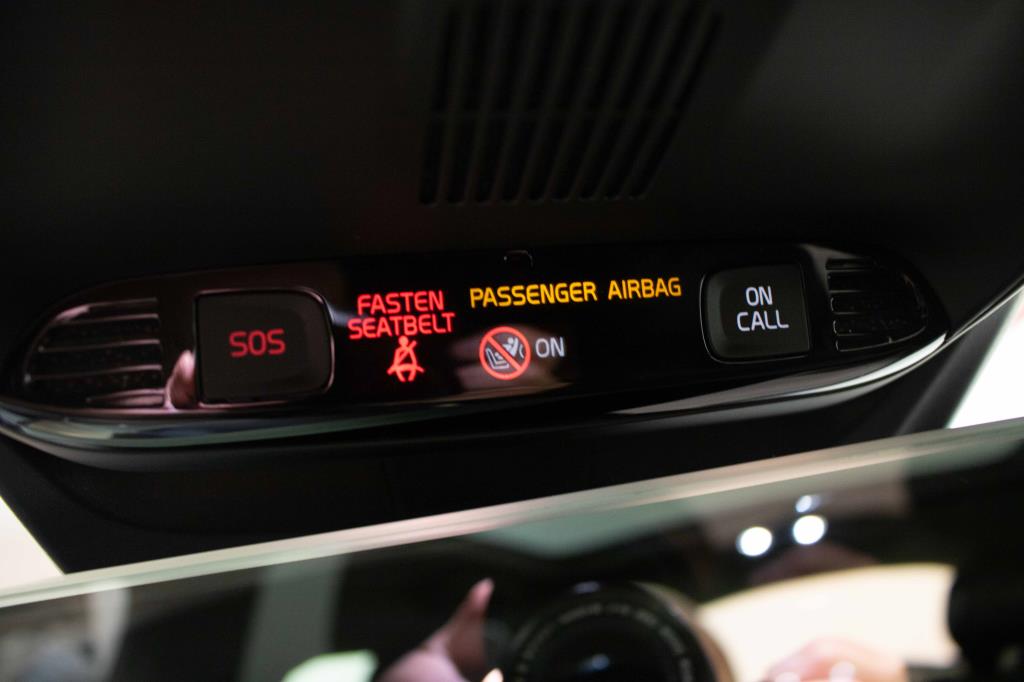 SOS
FASTEN
SEATBELT
PASSENGER AIRBAG
ON
ON
CALL